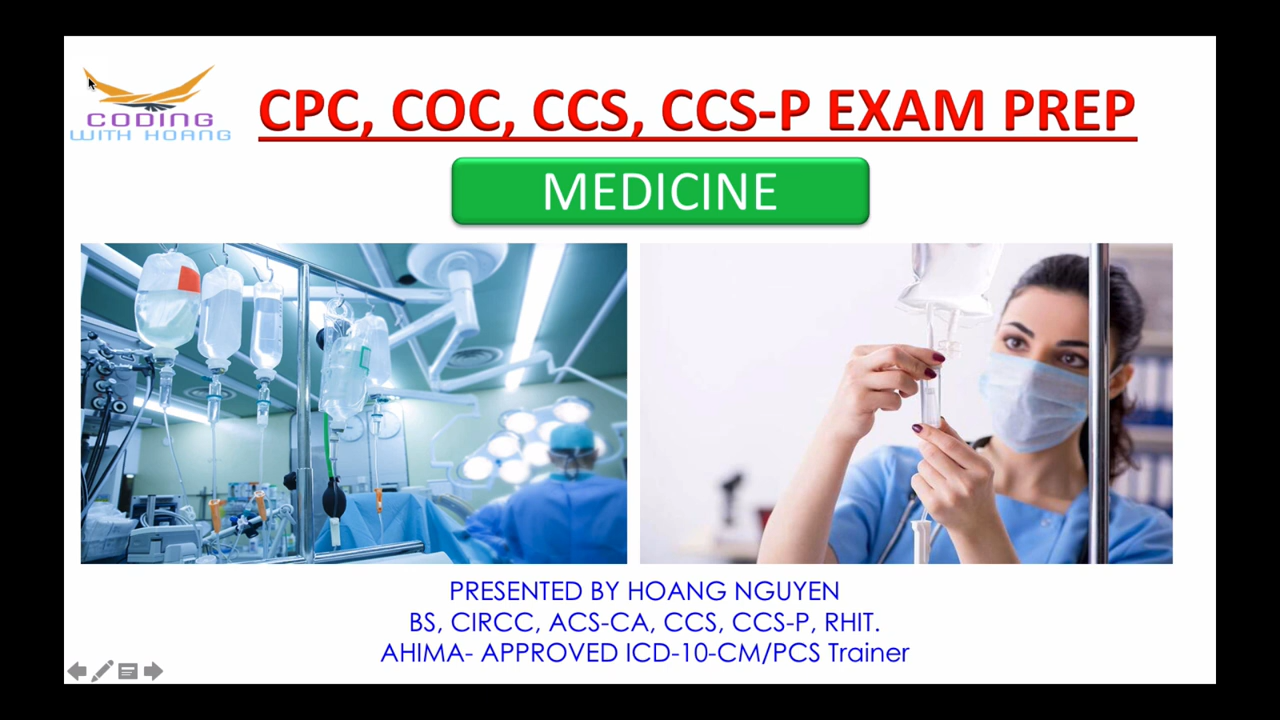 CODING
WITH HOANG
CPC, COC, CCS, CCS-P EXAM PREP
MEDICINE
PRESENTED BY HOANG NGUYEN
BS, CIRCC, ACS-CA, CCS, CCS-P, RHIT.
AHIMA- APPROVED ICD-10-CM/PCS Trainer